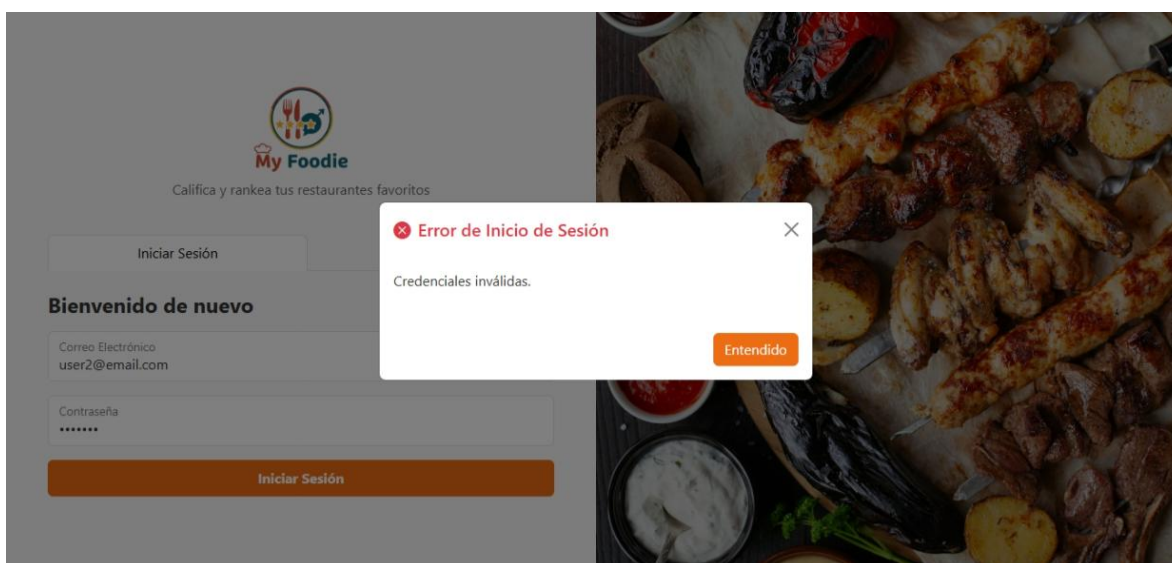 My Foodie
Califica y rankea tus restaurantes favoritos
Iniciar Sesión
Error de Inicio de Sesión
Credenciales inválidas.
Entendido
Bienvenido de nuevo
Correo Electrónico
user2@email.com
Contraseña
•••••••
Iniciar Sesión